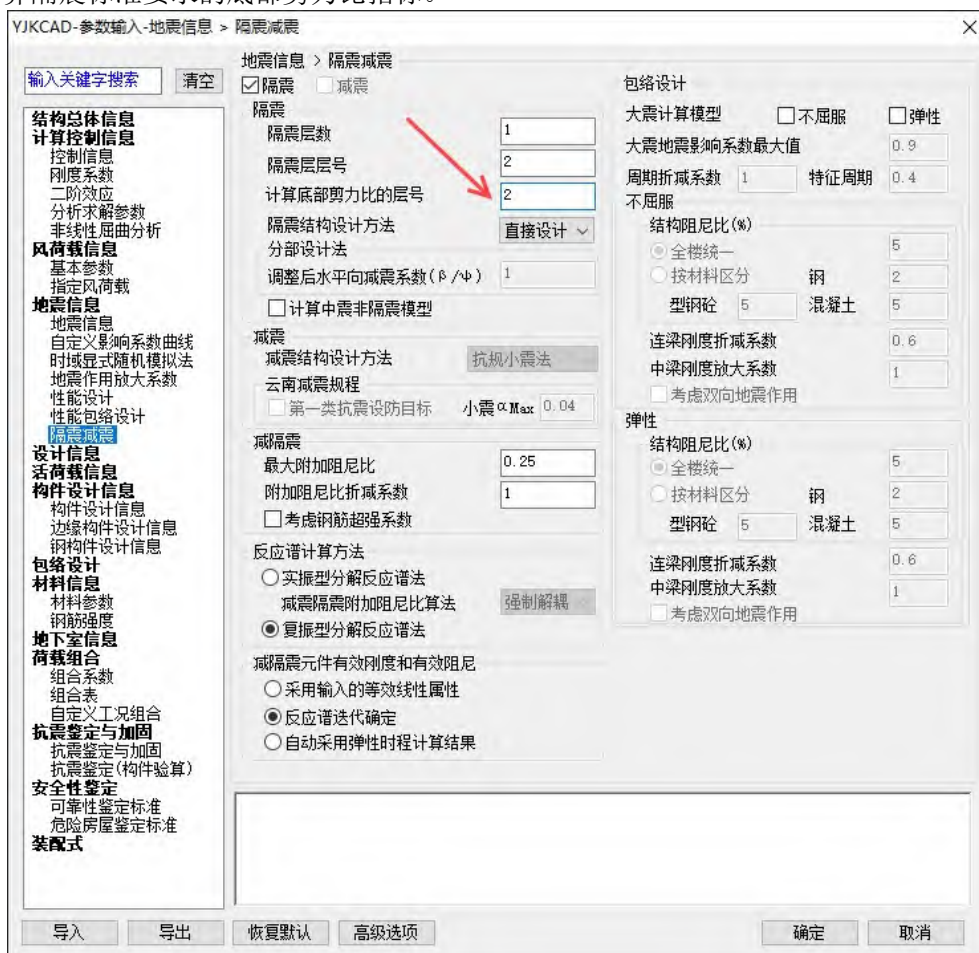 算隔震标准要求的底部剪力比指标。
YJKCAD-参数输入-地震信息 > 隔震减震
输入关键字搜索 清空
结构总体信息
计算控制信息
控制信息
刚度系数
二阶效应
分析求解参数
非线性屈曲分析
风荷载信息
基本参数
指定风荷载
地震信息
地震信息
自定义影响系数曲线
时域显式随机模拟法
地震作用放大系数
性能设计
性能包络设计
隔震减震
设计信息
活荷载信息
构件设计信息
构件设计信息
边缘构件设计信息
钢构件设计信息
包络设计
材料信息
材料参数
钢筋强度
地下室信息
荷载组合
组合系数
组合表
自定义工况组合
抗震鉴定与加固
抗震鉴定与加固
抗震鉴定(构件验算)
安全性鉴定
可靠性鉴定标准
危险房屋鉴定标准
装配式
地震信息 > 隔震减震
隔震 减震
隔震
隔震层数 1
隔震层层号 2
计算底部剪力比的层号 2
隔震结构设计方法 直接设计
分部设计法
调整后水平向减震系数(β/ψ) 1
计算中震非隔震模型
减震
减震结构设计方法 抗规小震法
云南减震规程
第一类抗震设防目标 小震αMax 0.04
减隔震
最大附加阻尼比 0.25
附加阻尼比折减系数 1
考虑钢筋超强系数
反应谱计算方法
实振型分解反应谱法
减震隔震附加阻尼比算法 强制解耦
复振型分解反应谱法
减隔震元件有效刚度和有效阻尼
采用输入的等效线性属性
反应谱迭代确定
自动采用弹性时程计算结果
包络设计
大震计算模型 不屈服 弹性
大震地震影响系数最大值 0.9
周期折减系数 1 特征周期 0.4
不屈服
结构阻尼比(%)
全楼统一 5
按材料区分 钢 2
型钢砼 5 混凝土 5
连梁刚度折减系数 0.6
中梁刚度放大系数 1
考虑双向地震作用
弹性
结构阻尼比(%)
全楼统一 5
按材料区分 钢 2
型钢砼 5 混凝土 5
连梁刚度折减系数 0.6
中梁刚度放大系数 1
考虑双向地震作用
导入 导出 恢复默认 高级选项 确定 取消